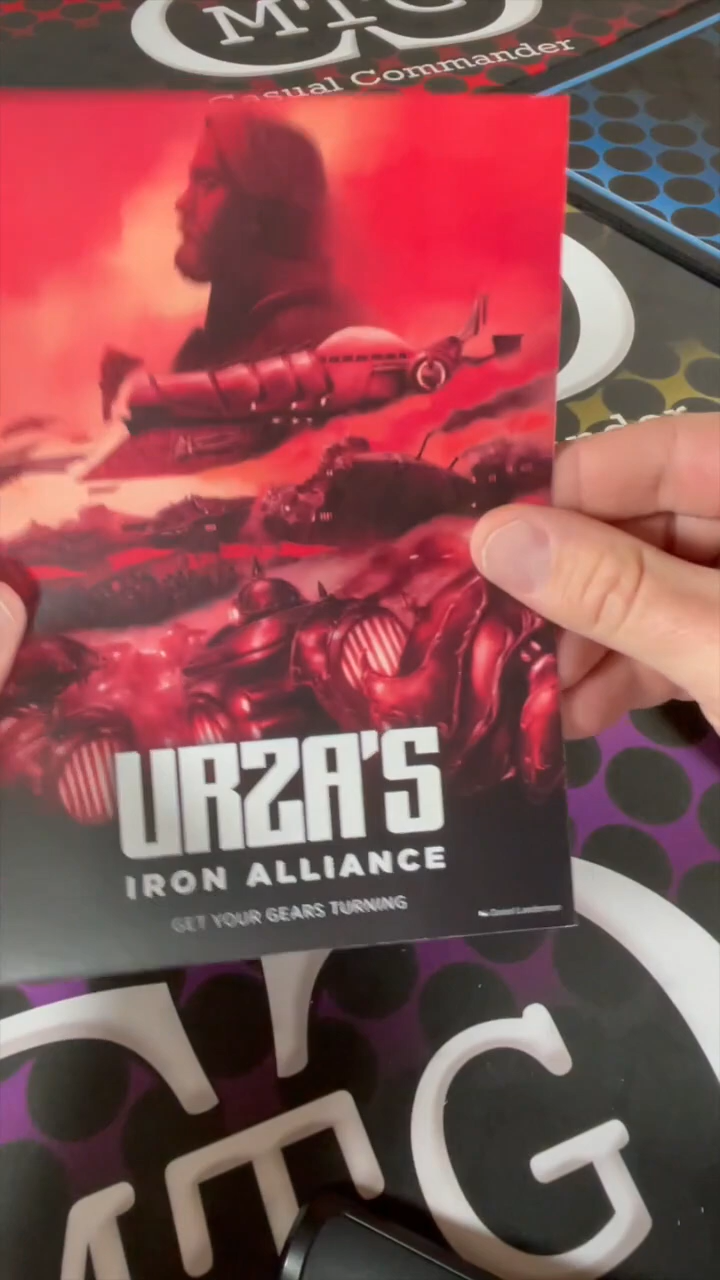 MTG
Casual Commander
URZA'S
IRON ALLIANCE
GET YOUR GEARS TURNING
MTG